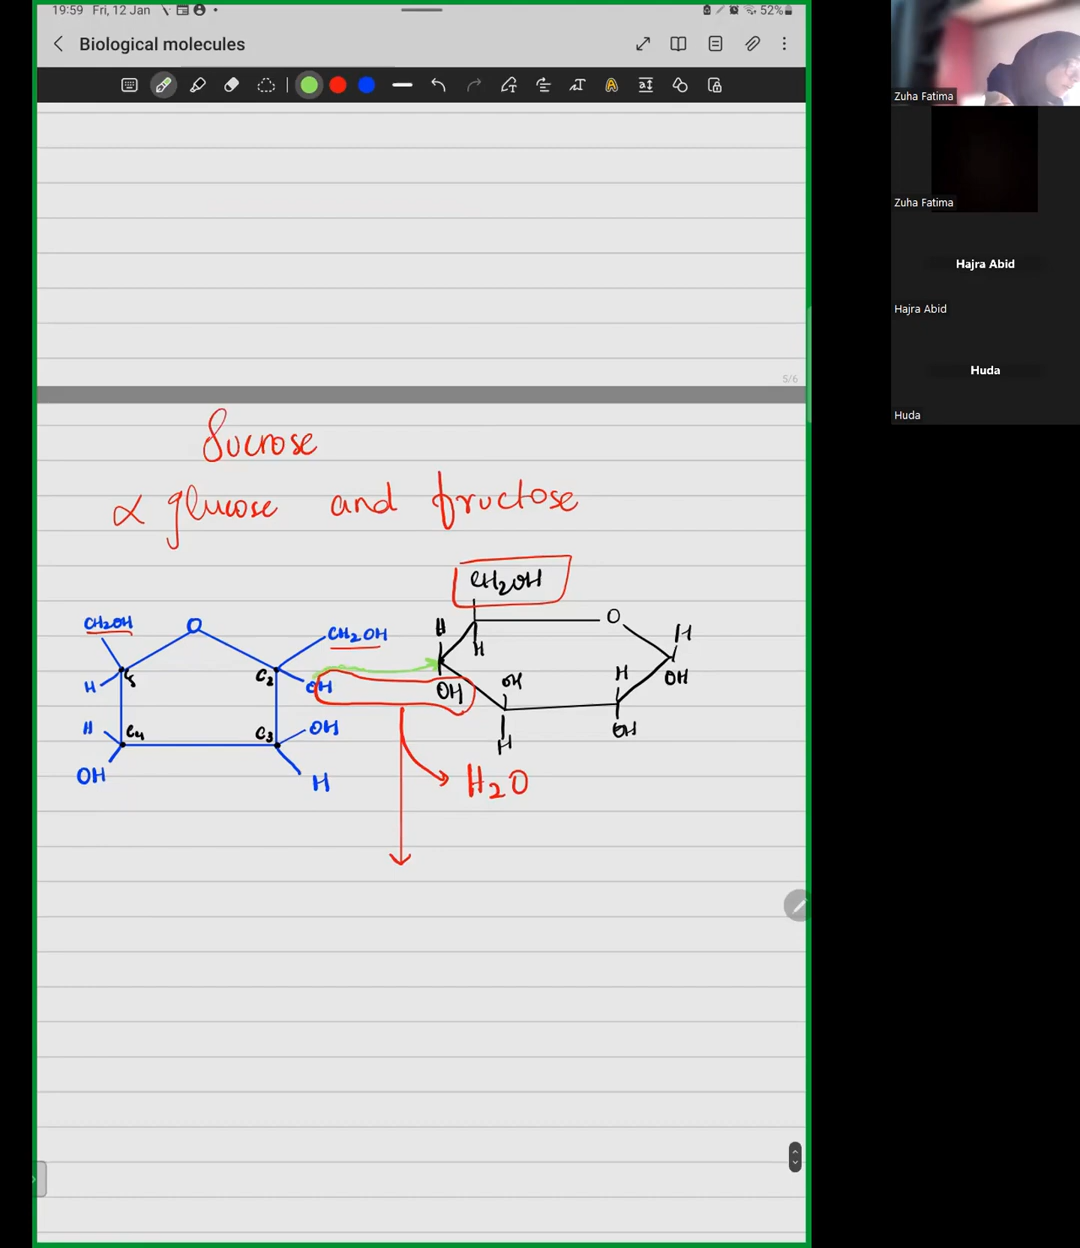 19:59 Fri, 12 Jan
52%
Biological molecules
Zuha Fatima
Zuha Fatima
Hajra Abid
Hajra Abid
Huda
Huda
5/6
Sucrose
α glucose and fructose
CH2OH O CH2OH
H C5 C2 OH
H C4 C3 OH
OH H
CH2OH
H O H
H OH
OH OH H
H OH
H2O